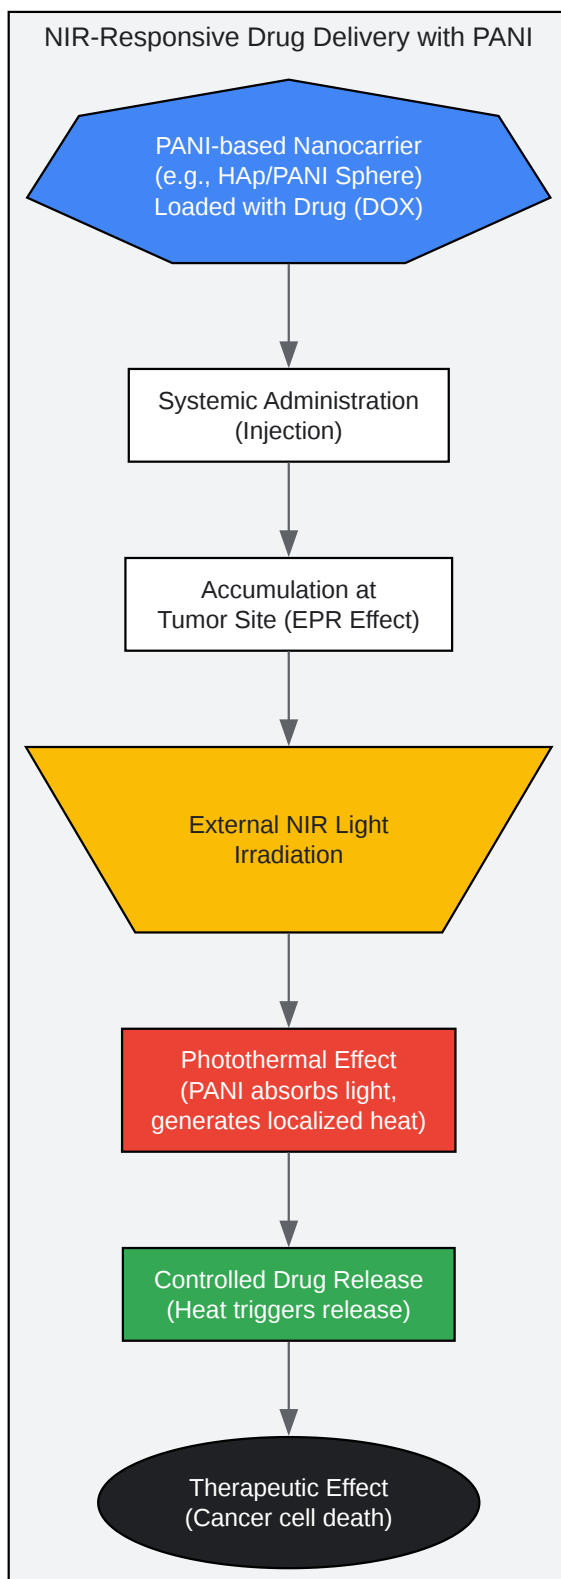 NIR-Responsive Drug Delivery with PANI
PANI-based Nanocarrier
(e.g., HAp/PANI Sphere)
Loaded with Drug (DOX)
Systemic Administration
(Injection)
Accumulation at
Tumor Site (EPR Effect)
External NIR Light
Irradiation
Photothermal Effect
(PANI absorbs light,
generates localized heat)
Controlled Drug Release
(Heat triggers release)
Therapeutic Effect
(Cancer cell death)